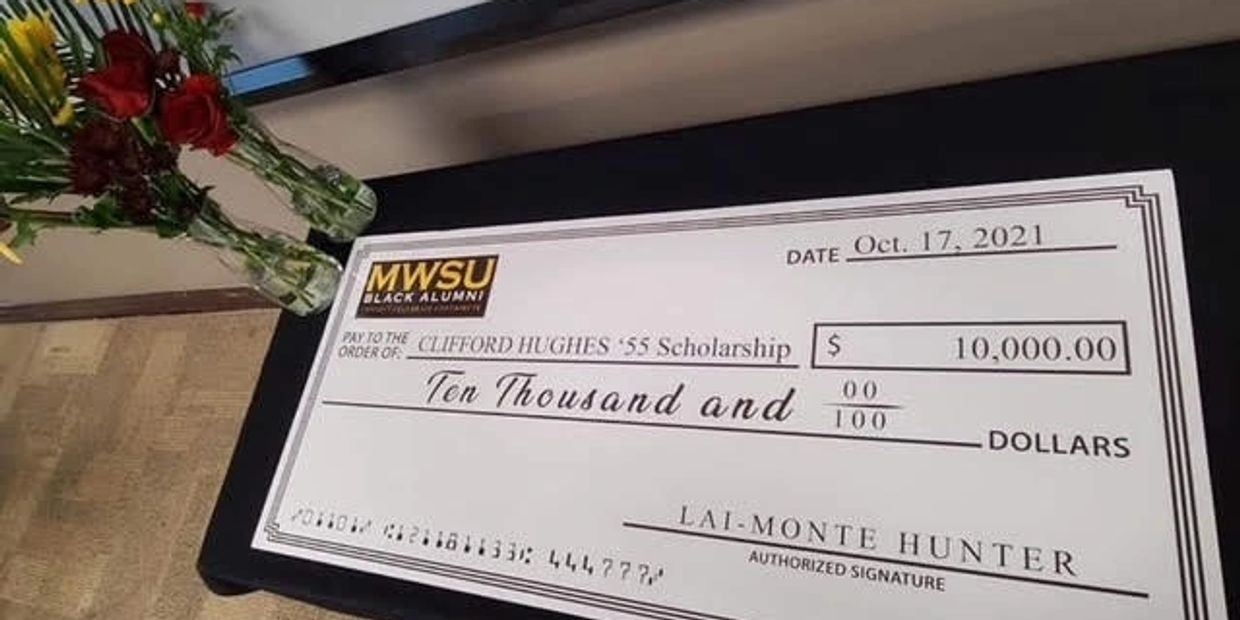 MWSU
BLACK ALUMNI
DATE Oct. 17, 2021
PAY TO THE
ORDER OF: CLIFFORD HUGHES ‘55 Scholarship $ 10,000.00
Ten Thousand and 00
100
DOLLARS
LAI-MONTE HUNTER
AUTHORIZED SIGNATURE